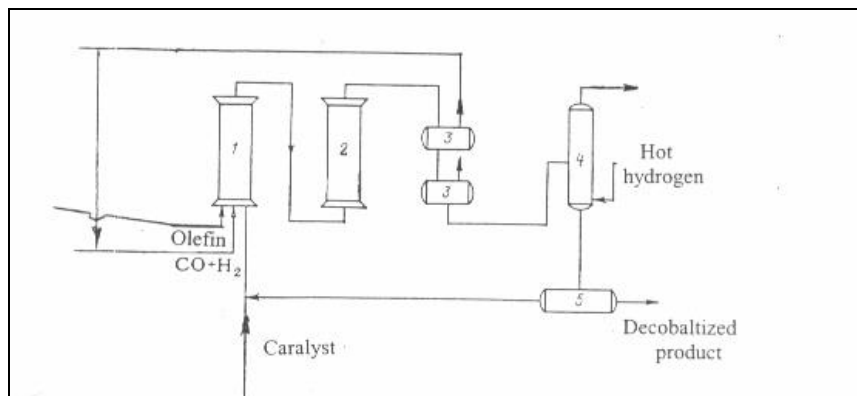 1
2
3
3
4
5
Hot
hydrogen
Olefin
CO+H₂
Caralyst
Decobaltized
product